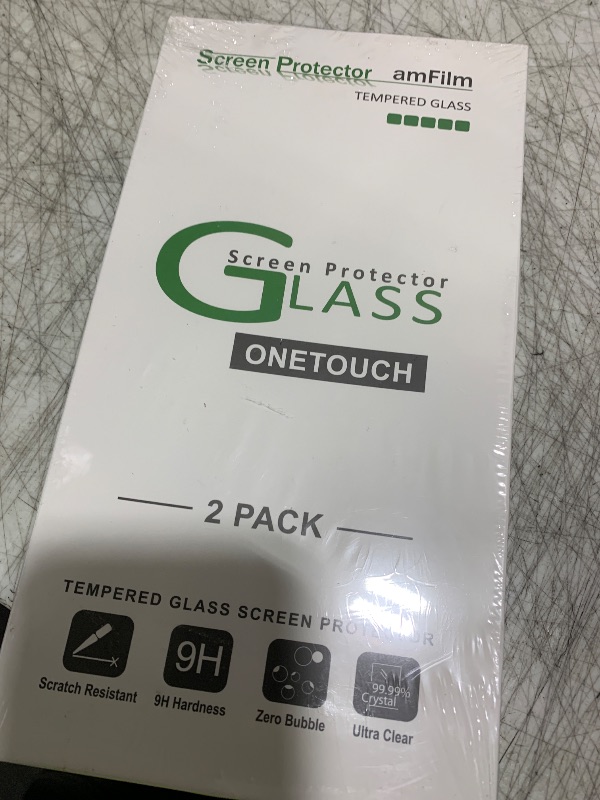 Screen Protector amFilm
TEMPERED GLASS
Screen Protector
GLASS
ONETOUCH
2 PACK
TEMPERED GLASS SCREEN PROTECTOR
9H
99.99%
Crystal
Scratch Resistant
9H Hardness
Zero Bubble
Ultra Clear